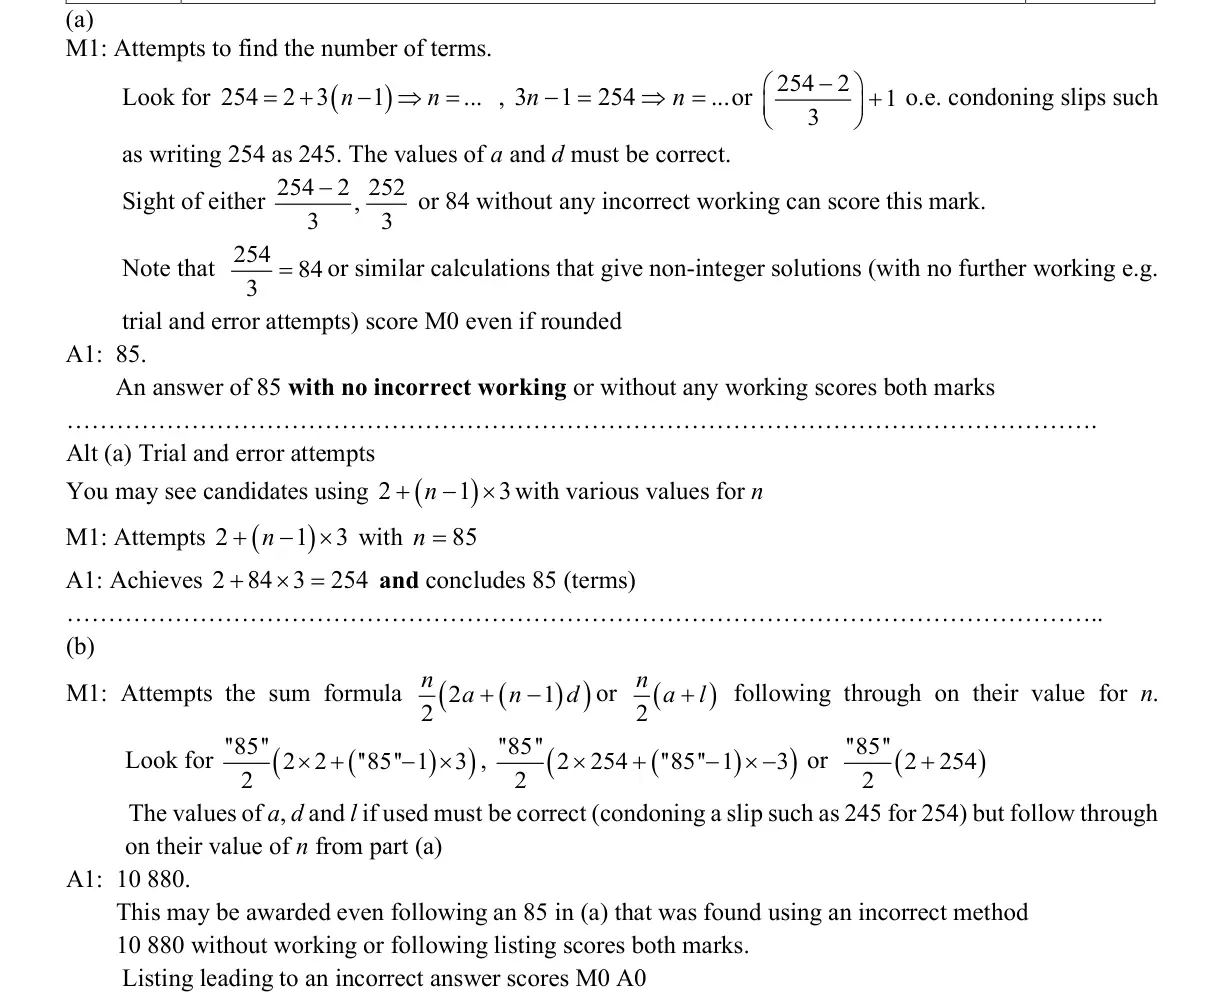 (a)
M1: Attempts to find the number of terms.
Look for 254 = 2 + 3(n − 1) ⇒ n = ... , 3n − 1 = 254 ⇒ n = ... or ((254 − 2)/3) + 1 o.e. condoning slips such
as writing 254 as 245. The values of a and d must be correct.
Sight of either (254 − 2)/3, 252/3 or 84 without any incorrect working can score this mark.
Note that 254/3 = 84 or similar calculations that give non-integer solutions (with no further working e.g.
trial and error attempts) score M0 even if rounded
A1: 85.
An answer of 85 with no incorrect working or without any working scores both marks
……………………………………………………………………………………………………………….
Alt (a) Trial and error attempts
You may see candidates using 2 + (n − 1) × 3 with various values for n
M1: Attempts 2 + (n − 1) × 3 with n = 85
A1: Achieves 2 + 84 × 3 = 254 and concludes 85 (terms)
………………………………………………………………………………………………………………..
(b)
M1: Attempts the sum formula n/2(2a + (n − 1)d) or n/2(a + l) following through on their value for n.
Look for "85"/2(2 × 2 + ("85"− 1) × 3), "85"/2(2 × 254 + ("85"− 1) × −3) or "85"/2(2 + 254)
The values of a, d and l if used must be correct (condoning a slip such as 245 for 254) but follow through
on their value of n from part (a)
A1: 10 880.
This may be awarded even following an 85 in (a) that was found using an incorrect method
10 880 without working or following listing scores both marks.
Listing leading to an incorrect answer scores M0 A0